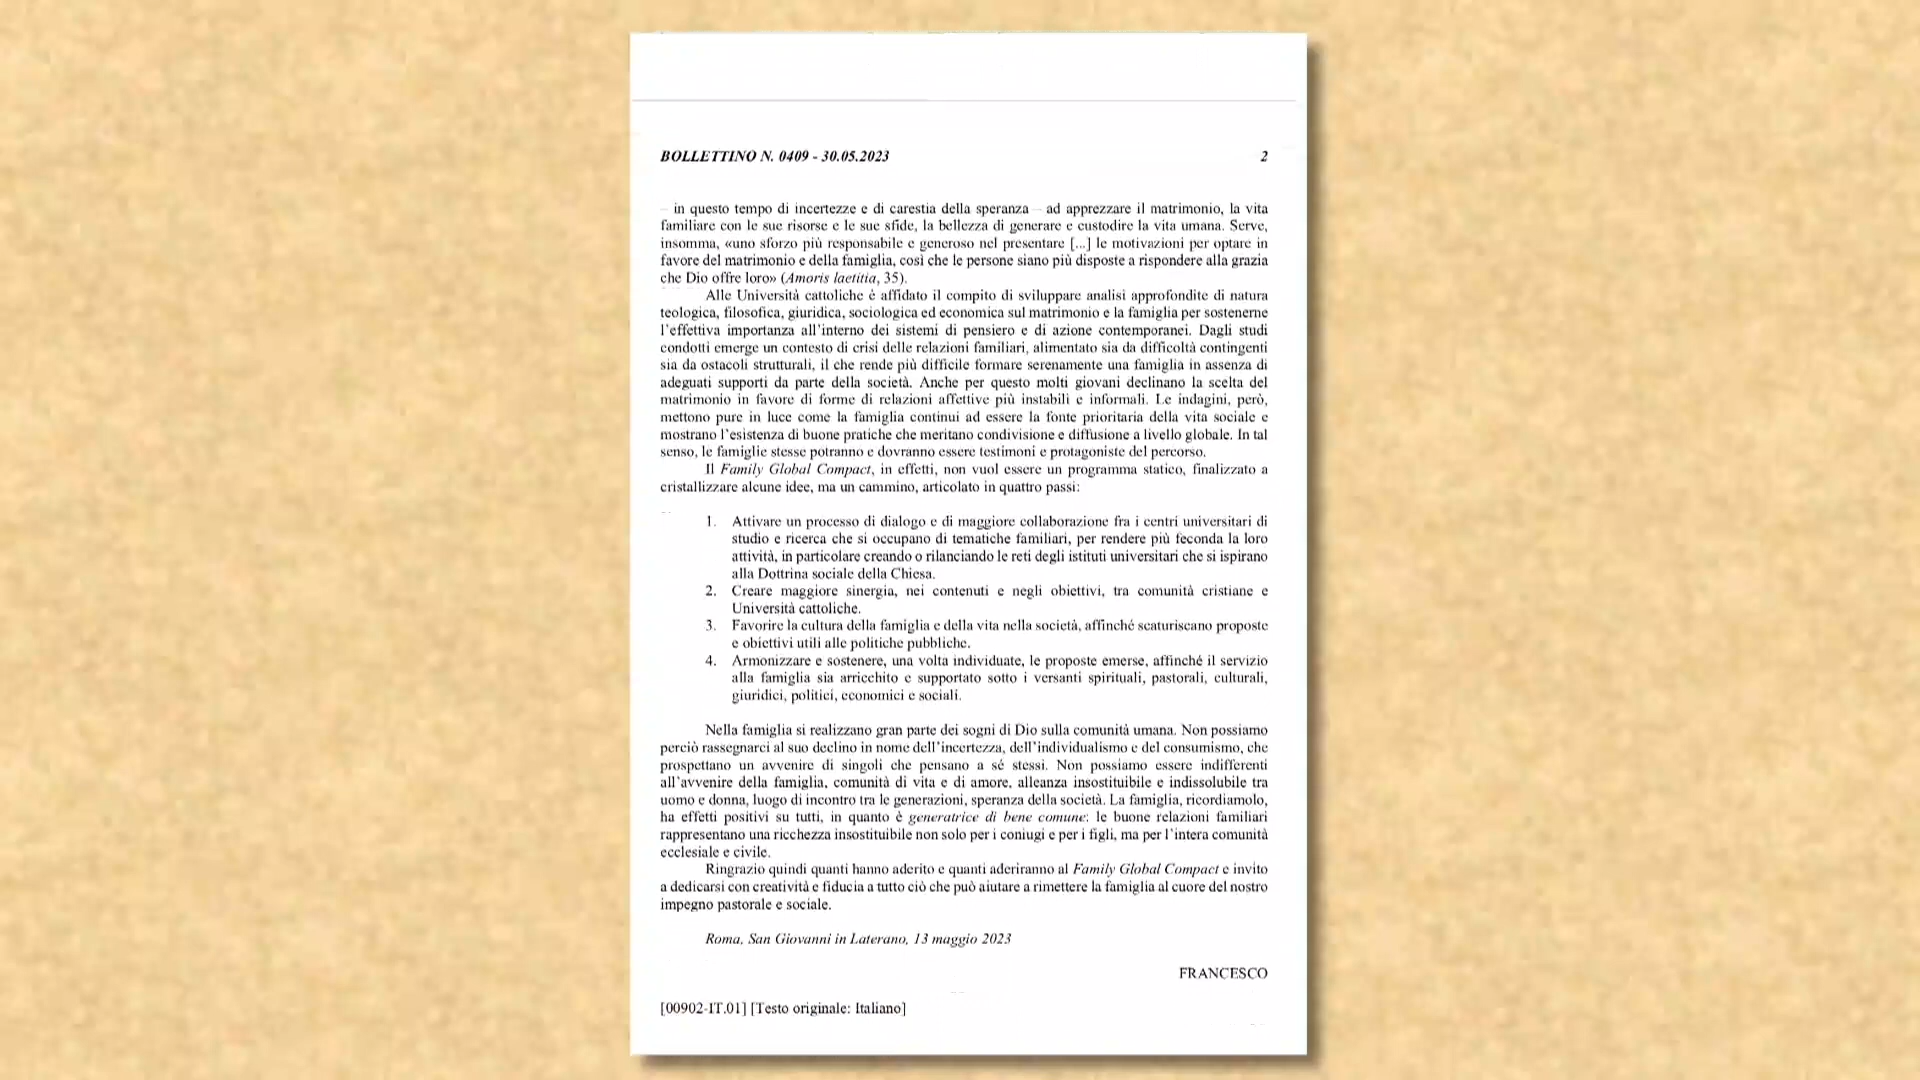 BOLLETTINO N. 0409 - 30.05.2023 2
– in questo tempo di incertezze e di carestia della speranza – ad apprezzare il matrimonio, la vita
familiare con le sue risorse e le sue sfide, la bellezza di generare e custodire la vita umana. Serve,
insomma, «uno sforzo più responsabile e generoso nel presentare [...] le motivazioni per optare in
favore del matrimonio e della famiglia, così che le persone siano più disposte a rispondere alla grazia
che Dio offre loro» (Amoris laetitia, 35).
Alle Università cattoliche è affidato il compito di sviluppare analisi approfondite di natura
teologica, filosofica, giuridica, sociologica ed economica sul matrimonio e la famiglia per sostenerne
l'effettiva importanza all'interno dei sistemi di pensiero e di azione contemporanei. Dagli studi
condotti emerge un contesto di crisi delle relazioni familiari, alimentato sia da difficoltà contingenti
sia da ostacoli strutturali, il che rende più difficile formare serenamente una famiglia in assenza di
adeguati supporti da parte della società. Anche per questo molti giovani declinano la scelta del
matrimonio in favore di forme di relazioni affettive più instabili e informali. Le indagini, però,
mettono pure in luce come la famiglia continui ad essere la fonte prioritaria della vita sociale e
mostrano l'esistenza di buone pratiche che meritano condivisione e diffusione a livello globale. In tal
senso, le famiglie stesse potranno e dovranno essere testimoni e protagoniste del percorso.
Il Family Global Compact, in effetti, non vuol essere un programma statico, finalizzato a
cristallizzare alcune idee, ma un cammino, articolato in quattro passi:
1. Attivare un processo di dialogo e di maggiore collaborazione fra i centri universitari di
studio e ricerca che si occupano di tematiche familiari, per rendere più feconda la loro
attività, in particolare creando o rilanciando le reti degli istituti universitari che si ispirano
alla Dottrina sociale della Chiesa.
2. Creare maggiore sinergia, nei contenuti e negli obiettivi, tra comunità cristiane e
Università cattoliche.
3. Favorire la cultura della famiglia e della vita nella società, affinché scaturiscano proposte
e obiettivi utili alle politiche pubbliche.
4. Armonizzare e sostenere, una volta individuate, le proposte emerse, affinché il servizio
alla famiglia sia arricchito e supportato sotto i versanti spirituali, pastorali, culturali,
giuridici, politici, economici e sociali.
Nella famiglia si realizzano gran parte dei sogni di Dio sulla comunità umana. Non possiamo
perciò rassegnarci al suo declino in nome dell'incertezza, dell'individualismo e del consumismo, che
prospettano un avvenire di singoli che pensano a sé stessi. Non possiamo essere indifferenti
all'avvenire della famiglia, comunità di vita e di amore, alleanza insostituibile e indissolubile tra
uomo e donna, luogo di incontro tra le generazioni, speranza della società. La famiglia, ricordiamolo,
ha effetti positivi su tutti, in quanto è generatrice di bene comune: le buone relazioni familiari
rappresentano una ricchezza insostituibile non solo per i coniugi e per i figli, ma per l'intera comunità
ecclesiale e civile.
Ringrazio quindi quanti hanno aderito e quanti aderiranno al Family Global Compact e invito
a dedicarsi con creatività e fiducia a tutto ciò che può aiutare a rimettere la famiglia al cuore del nostro
impegno pastorale e sociale.
Roma, San Giovanni in Laterano, 13 maggio 2023
FRANCESCO
[00902-IT.01] [Testo originale: Italiano]